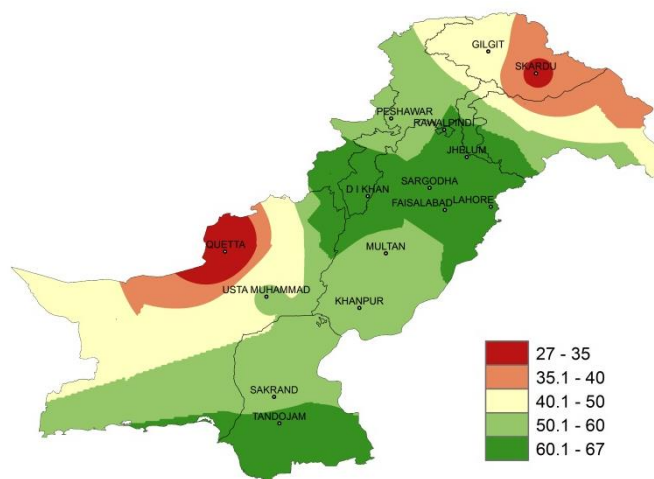 GILGIT
SKARDU
PESHAWAR
RAWALPINDI
JHELUM
D I KHAN
SARGODHA
FAISALABAD
LAHORE
QUETTA
MULTAN
USTA MUHAMMAD
KHANPUR
SAKRAND
TANDOJAM
27 - 35
35.1 - 40
40.1 - 50
50.1 - 60
60.1 - 67